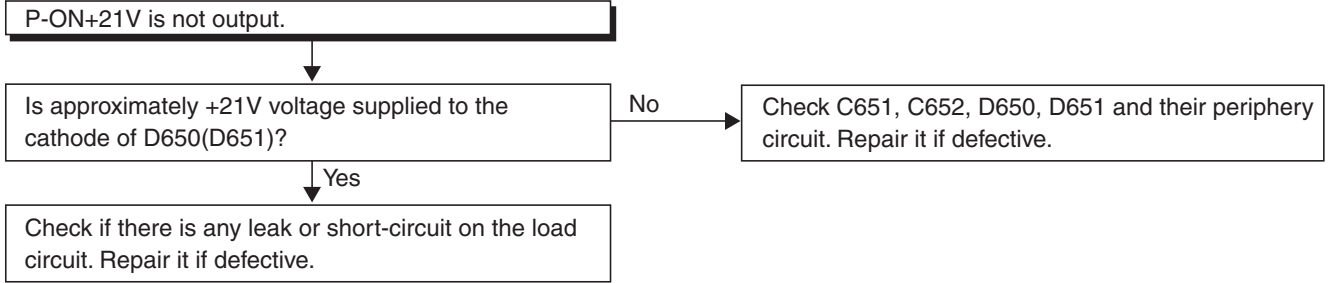 P-ON+21V is not output.
Is approximately +21V voltage supplied to the
cathode of D650(D651)?
No
Check C651, C652, D650, D651 and their periphery
circuit. Repair it if defective.
Yes
Check if there is any leak or short-circuit on the load
circuit. Repair it if defective.